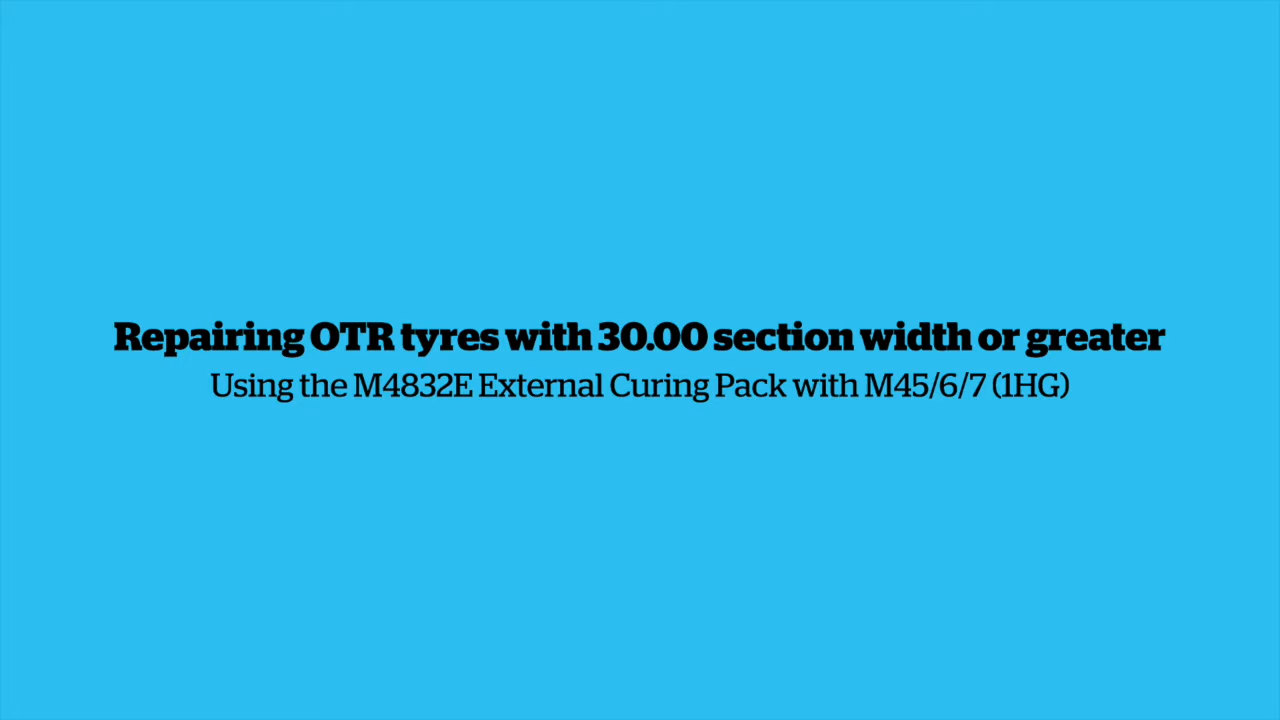 Repairing OTR tyres with 30.00 section width or greater
Using the M4832E External Curing Pack with M45/6/7 (1HG)